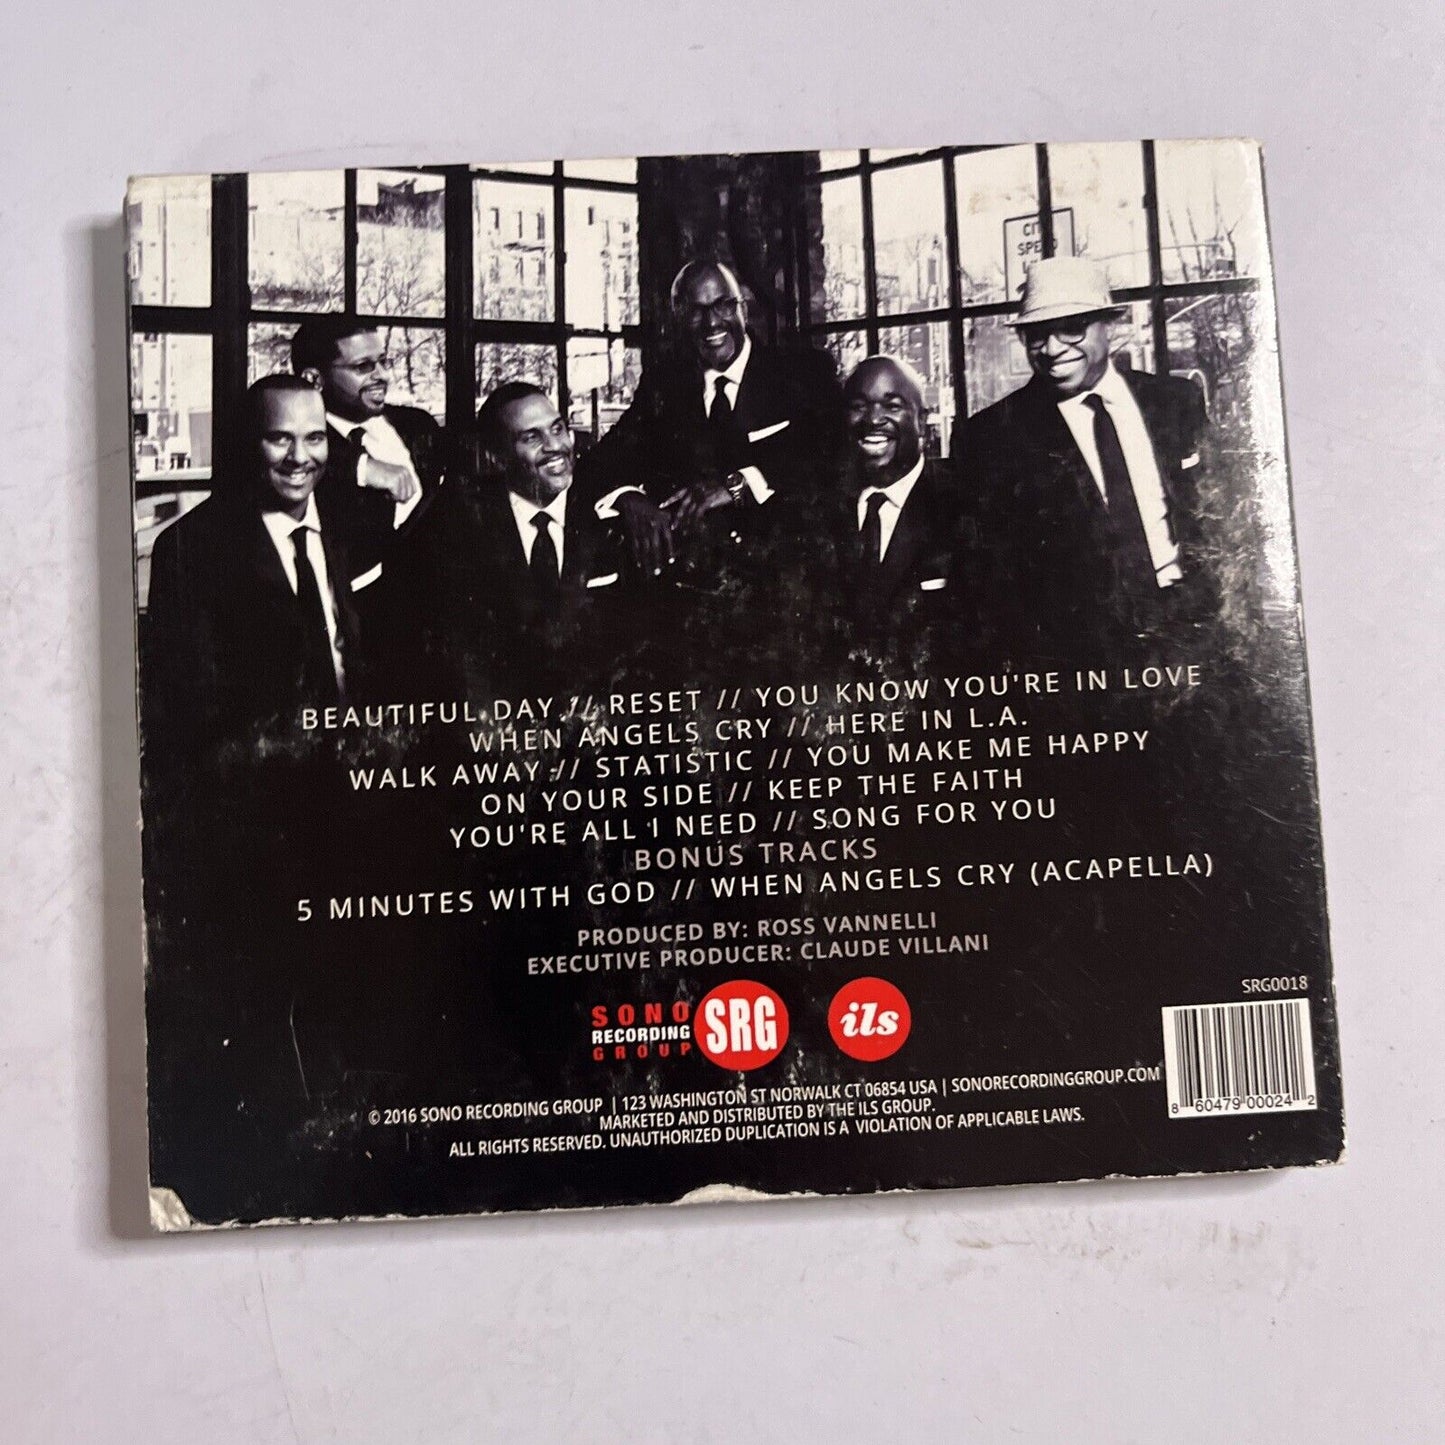 CITY
SPEED
BEAUTIFUL DAY // RESET // YOU KNOW YOU'RE IN LOVE
WHEN ANGELS CRY // HERE IN L.A.
WALK AWAY // STATISTIC // YOU MAKE ME HAPPY
ON YOUR SIDE // KEEP THE FAITH
YOU'RE ALL I NEED // SONG FOR YOU
BONUS TRACKS
5 MINUTES WITH GOD // WHEN ANGELS CRY (ACAPELLA)
PRODUCED BY: ROSS VANNELLI
EXECUTIVE PRODUCER: CLAUDE VILLANI
SONO
RECORDING
GROUP
SRG
ils
SRG0018
© 2016 SONO RECORDING GROUP | 123 WASHINGTON ST NORWALK CT 06854 USA | SONORECORDINGGROUP.COM
MARKETED AND DISTRIBUTED BY THE ILS GROUP.
ALL RIGHTS RESERVED. UNAUTHORIZED DUPLICATION IS A VIOLATION OF APPLICABLE LAWS.
8 60479 00024 2